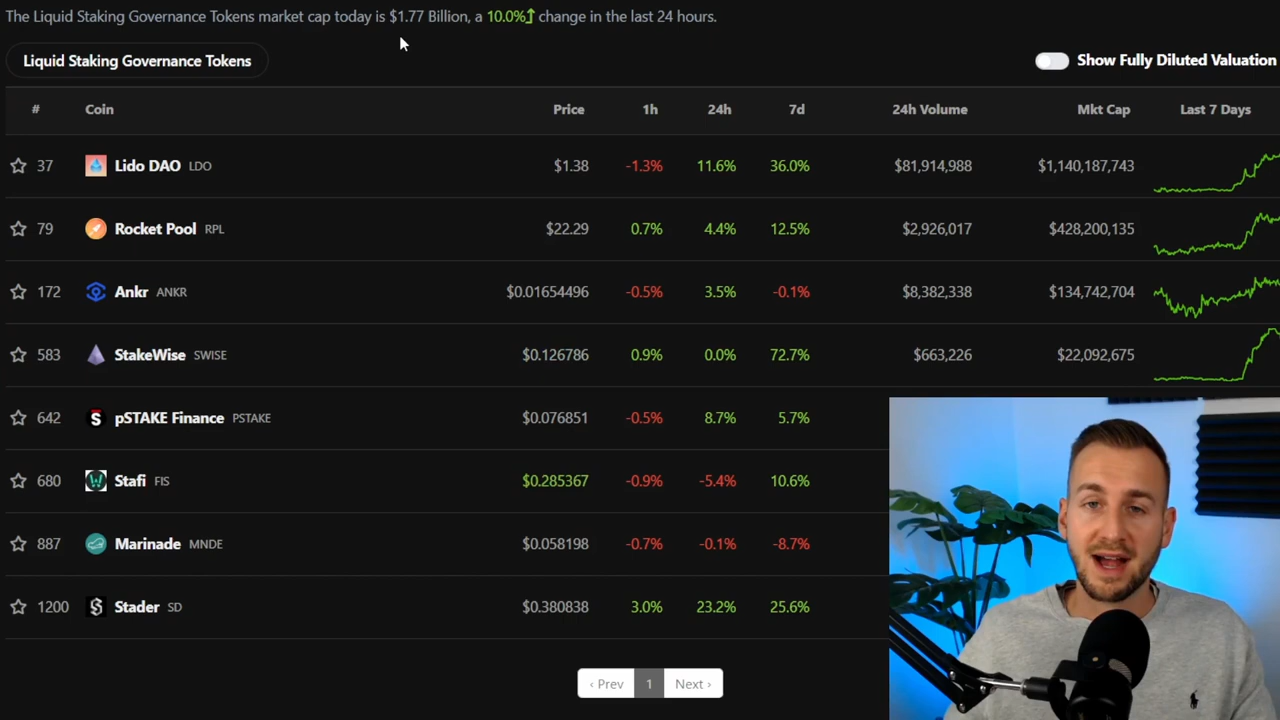 The Liquid Staking Governance Tokens market cap today is $1.77 Billion, a 10.0% change in the last 24 hours.
Liquid Staking Governance Tokens
Show Fully Diluted Valuation
# Coin Price 1h 24h 7d 24h Volume Mkt Cap Last 7 Days
37 Lido DAO LDO $1.38 -1.3% 11.6% 36.0% $81,914,988 $1,140,187,743
79 Rocket Pool RPL $22.29 0.7% 4.4% 12.5% $2,926,017 $428,200,135
172 Ankr ANKR $0.01654496 -0.5% 3.5% -0.1% $8,382,338 $134,742,704
583 StakeWise SWISE $0.126786 0.9% 0.0% 72.7% $663,226 $22,092,675
642 pSTAKE Finance PSTAKE $0.076851 -0.5% 8.7% 5.7%
680 Stafi FIS $0.285367 -0.9% -5.4% 10.6%
887 Marinade MNDE $0.058198 -0.7% -0.1% -8.7%
1200 Stader SD $0.380838 3.0% 23.2% 25.6%
‹ Prev 1 Next ›